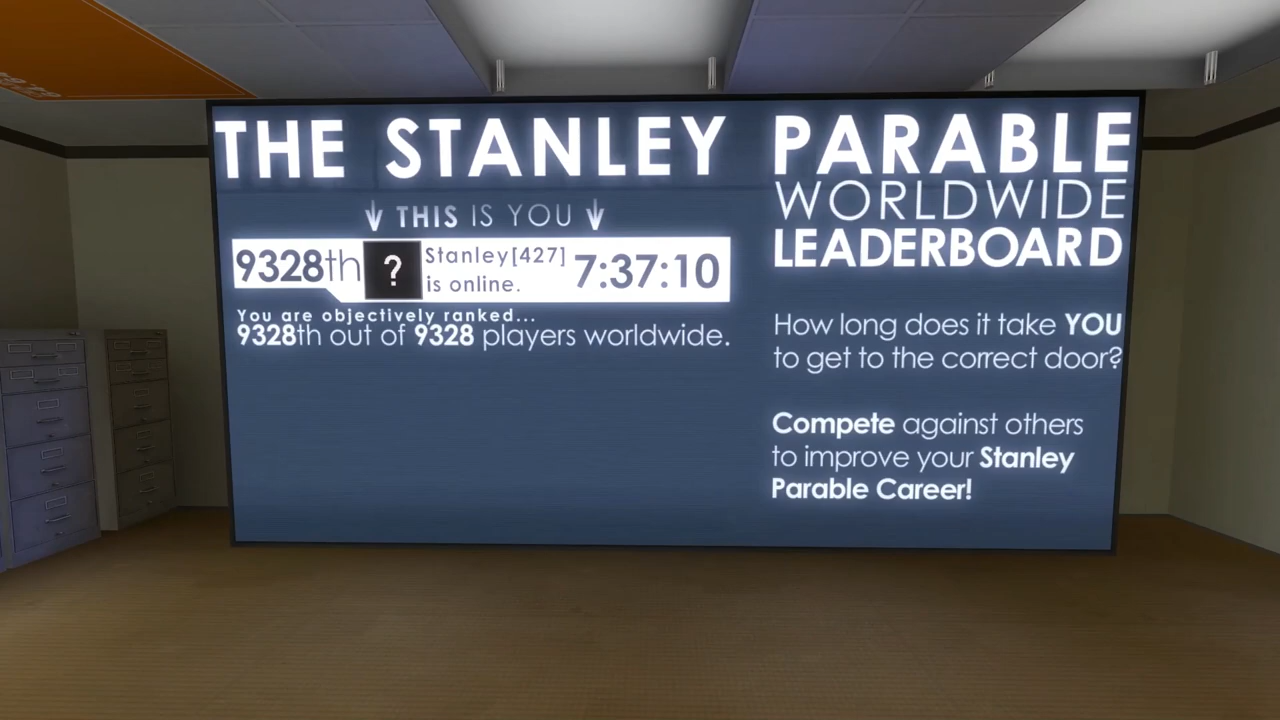 THE STANLEY PARABLE
WORLDWIDE
LEADERBOARD
THIS IS YOU
9328th ? Stanley[427] is online. 7:37:10
You are objectively ranked...
9328th out of 9328 players worldwide.
How long does it take YOU
to get to the correct door?
Compete against others
to improve your Stanley
Parable Career!